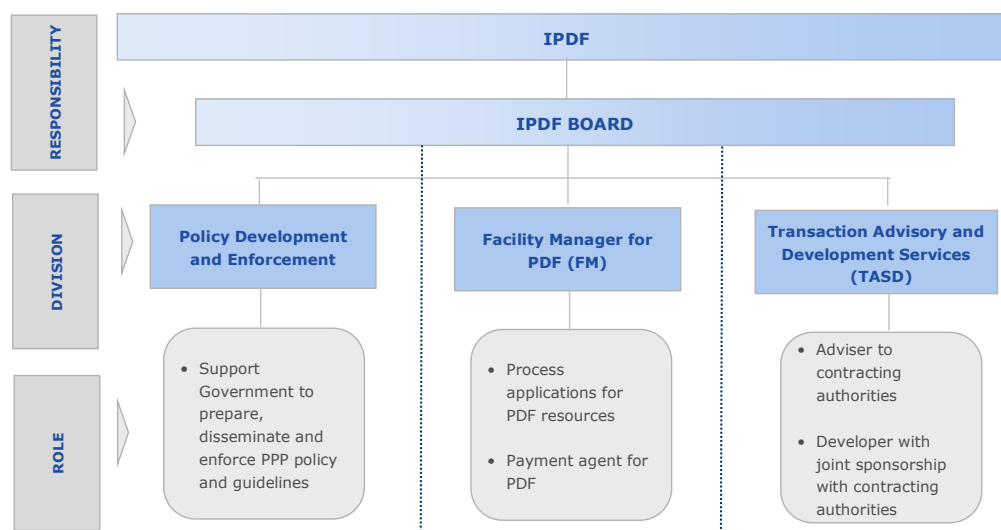 RESPONSIBILITY
IPDF
IPDF BOARD
DIVISION
Policy Development
and Enforcement
Facility Manager for
PDF (FM)
Transaction Advisory and
Development Services
(TASD)
ROLE
• Support
Government to
prepare,
disseminate and
enforce PPP policy
and guidelines
• Process
applications for
PDF resources
• Payment agent for
PDF
• Adviser to
contracting
authorities
• Developer with
joint sponsorship
with contracting
authorities